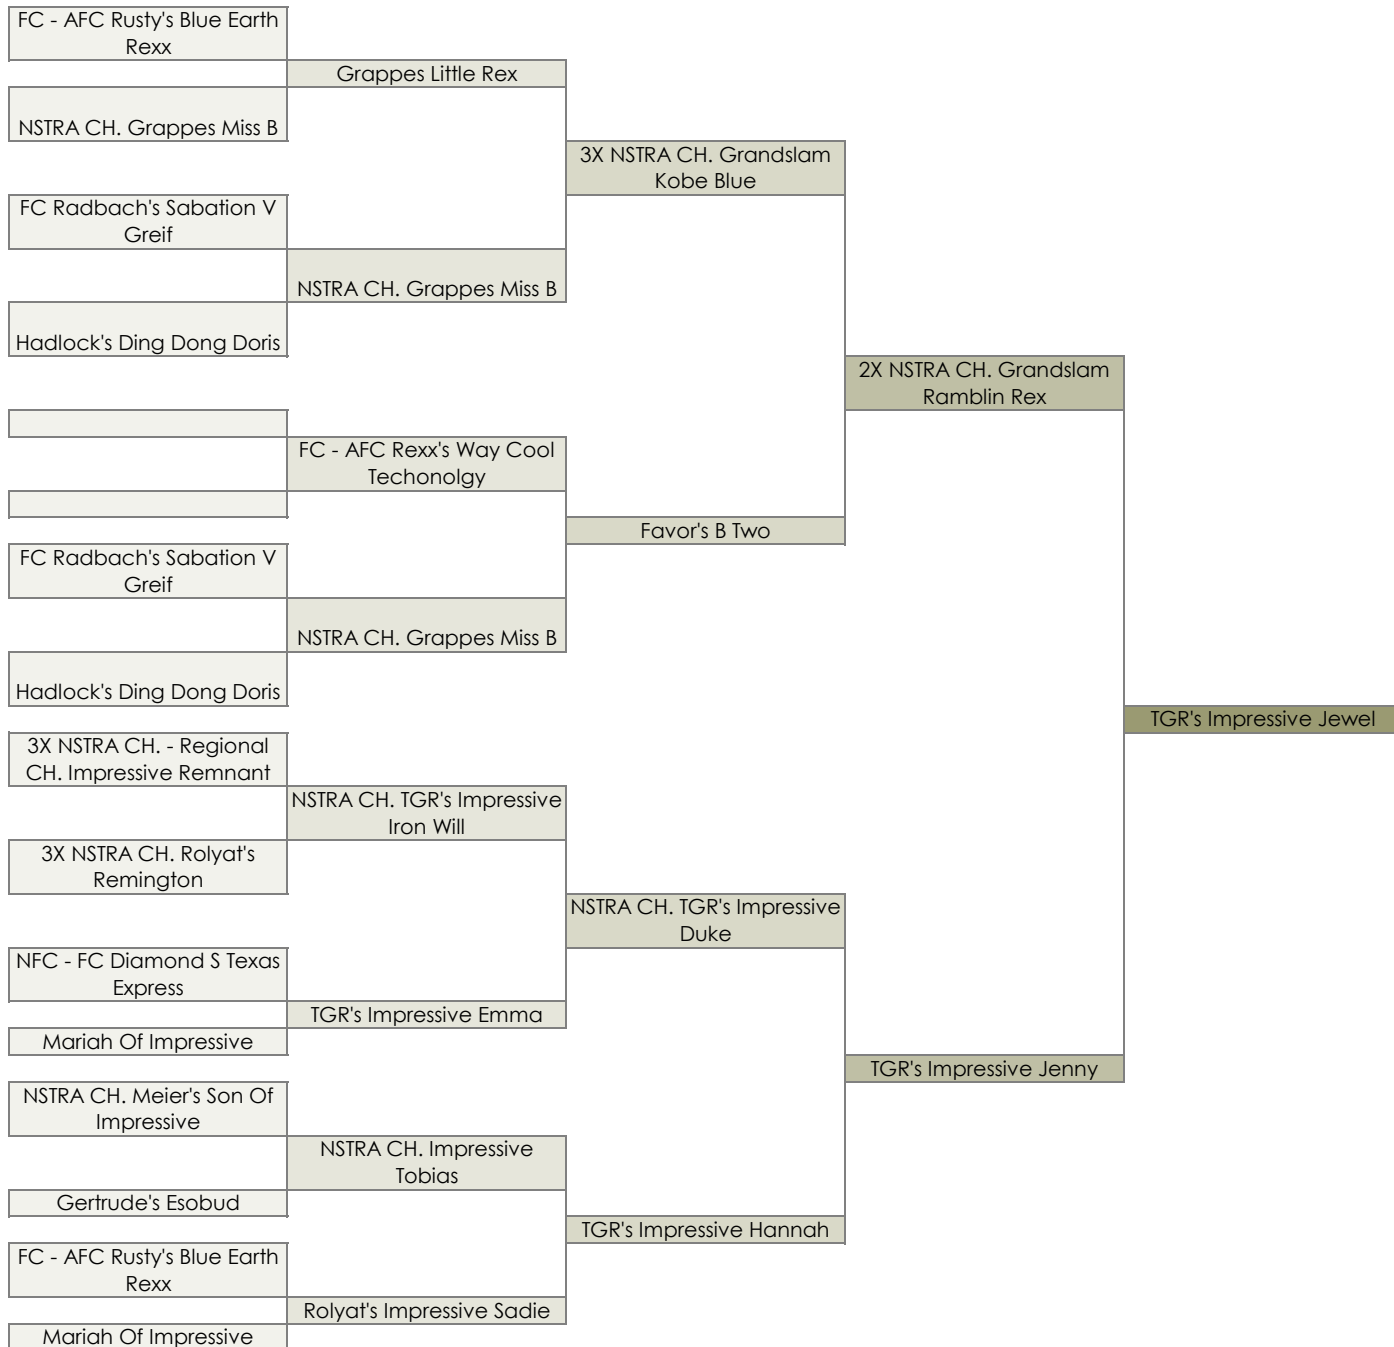 FC - AFC Rusty's Blue Earth
Rexx
Grappes Little Rex
NSTRA CH. Grappes Miss B
3X NSTRA CH. Grandslam
Kobe Blue
FC Radbach's Sabation V
Greif
NSTRA CH. Grappes Miss B
Hadlock's Ding Dong Doris
2X NSTRA CH. Grandslam
Ramblin Rex
FC - AFC Rexx's Way Cool
Techonolgy
Favor's B Two
FC Radbach's Sabation V
Greif
NSTRA CH. Grappes Miss B
Hadlock's Ding Dong Doris
TGR's Impressive Jewel
3X NSTRA CH. - Regional
CH. Impressive Remnant
NSTRA CH. TGR's Impressive
Iron Will
3X NSTRA CH. Rolyat's
Remington
NSTRA CH. TGR's Impressive
Duke
NFC - FC Diamond S Texas
Express
TGR's Impressive Emma
Mariah Of Impressive
TGR's Impressive Jenny
NSTRA CH. Meier's Son Of
Impressive
NSTRA CH. Impressive
Tobias
Gertrude's Esobud
TGR's Impressive Hannah
FC - AFC Rusty's Blue Earth
Rexx
Rolyat's Impressive Sadie
Mariah Of Impressive